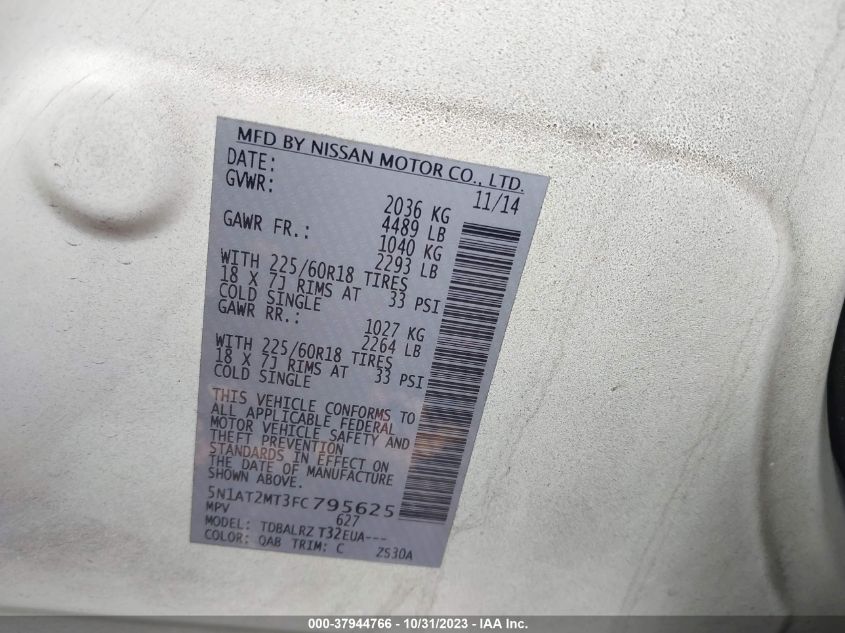 MFD BY NISSAN MOTOR CO., LTD.
DATE: 11/14
GVWR: 2036 KG
4489 LB
GAWR FR.: 1040 KG
2293 LB
WITH 225/60R18 TIRES
18 X 7J RIMS AT 33 PSI
COLD SINGLE
GAWR RR.: 1027 KG
2264 LB
WITH 225/60R18 TIRES
18 X 7J RIMS AT 33 PSI
COLD SINGLE
THIS VEHICLE CONFORMS TO
ALL APPLICABLE FEDERAL
MOTOR VEHICLE SAFETY AND
THEFT PREVENTION
STANDARDS IN EFFECT ON
THE DATE OF MANUFACTURE
SHOWN ABOVE.
5N1AT2MT3FC795625
MPV 627
MODEL: TDBALRZ T32EUA---
COLOR: QAB TRIM: C ZS30A
000-37944766 - 10/31/2023 - IAA Inc.